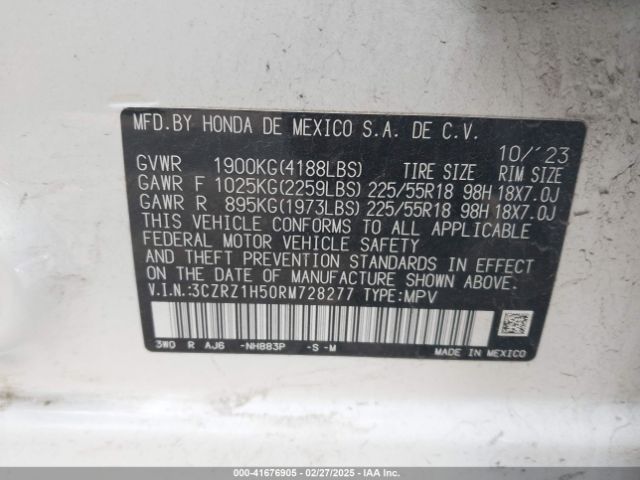 MFD.BY HONDA DE MEXICO S.A. DE C.V.
10/'23
GVWR 1900KG(4188LBS) TIRE SIZE RIM SIZE
GAWR F 1025KG(2259LBS) 225/55R18 98H 18X7.0J
GAWR R 895KG(1973LBS) 225/55R18 98H 18X7.0J
THIS VEHICLE CONFORMS TO ALL APPLICABLE
FEDERAL MOTOR VEHICLE SAFETY
AND THEFT PREVENTION STANDARDS IN EFFECT
ON THE DATE OF MANUFACTURE SHOWN ABOVE.
V.I.N.:3CZRZ1H50RM728277 TYPE:MPV
3W0 R AJ6 -NH883P -S -M MADE IN MEXICO
000-41676905 - 02/27/2025 - IAA Inc.